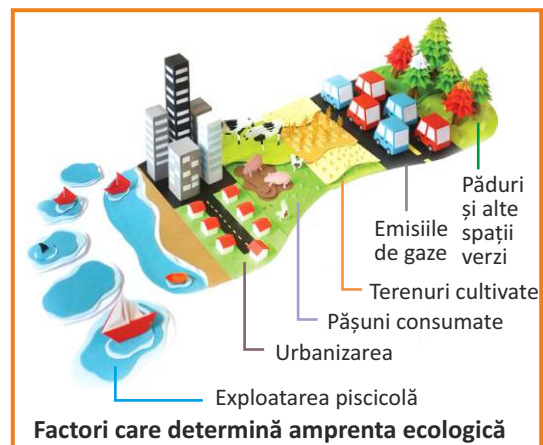 Păduri
și alte
spații
verzi
Emisiile
de gaze
Terenuri cultivate
Pășuni consumate
Urbanizarea
Exploatarea piscicolă
Factori care determină amprenta ecologică